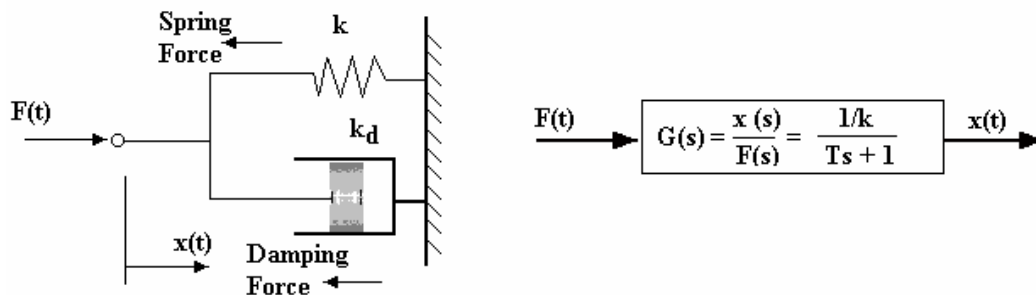 Spring
Force
k
F(t)
k_d
x(t)
Damping
Force
F(t)
G(s) = x (s) / F(s) = 1/k / Ts + 1
x(t)